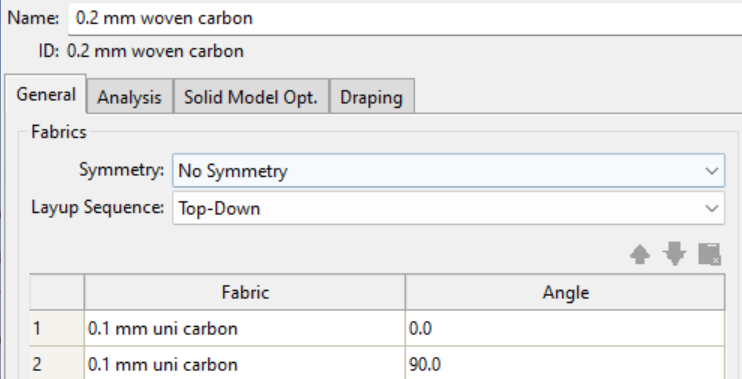 Name: 0.2 mm woven carbon
ID: 0.2 mm woven carbon
General Analysis Solid Model Opt. Draping
Fabrics
Symmetry: No Symmetry
Layup Sequence: Top-Down
Fabric Angle
1 0.1 mm uni carbon 0.0
2 0.1 mm uni carbon 90.0